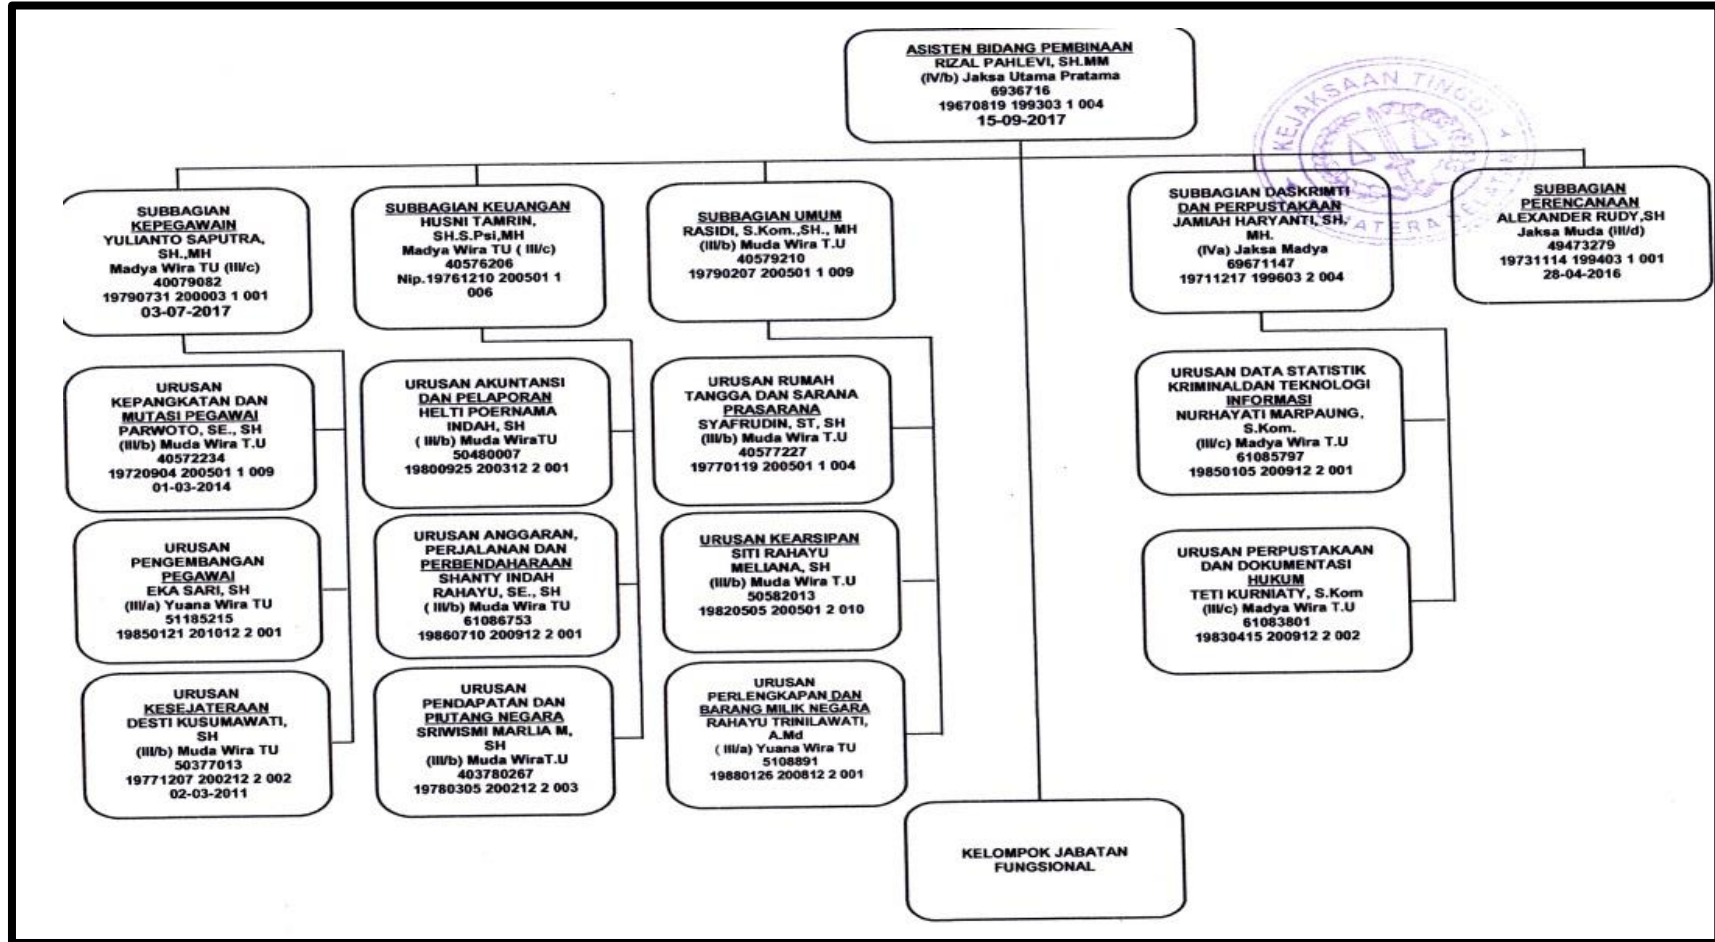 ASISTEN BIDANG PEMBINAAN
RIZAL PAHLEVI, SH.MM
(IV/b) Jaksa Utama Pratama
6936716
19670819 199303 1 004
15-09-2017
KEJAKSAAN TINGGI
SUBBAGIAN
KEPEGAWAIN
YULIANTO SAPUTRA,
SH.,MH
Madya Wira TU (III/c)
40079082
19790731 200003 1 001
03-07-2017
SUBBAGIAN KEUANGAN
HUSNI TAMRIN,
SH.S.Psi,MH
Madya Wira TU ( III/c)
40576206
Nip.19761210 200501 1
006
SUBBAGIAN UMUM
RASIDI, S.Kom.,SH., MH
(III/b) Muda Wira T.U
40579210
19790207 200501 1 009
SUBBAGIAN DASKRIMTI
DAN PERPUSTAKAAN
JAMIAH HARYANTI, SH,
MH.
(IVa) Jaksa Madya
69671147
19711217 199603 2 004
SUBBAGIAN
PERENCANAAN
ALEXANDER RUDY,SH
Jaksa Muda (III/d)
49473279
19731114 199403 1 001
28-04-2016
URUSAN
KEPANGKATAN DAN
MUTASI PEGAWAI
PARWOTO, SE., SH
(III/b) Muda Wira T.U
40572234
19720904 200501 1 009
01-03-2014
URUSAN AKUNTANSI
DAN PELAPORAN
HELTI POERNAMA
INDAH, SH
( III/b) Muda WiraTU
50480007
19800925 200312 2 001
URUSAN RUMAH
TANGGA DAN SARANA
PRASARANA
SYAFRUDIN, ST, SH
(III/b) Muda Wira T.U
40577227
19770119 200501 1 004
URUSAN DATA STATISTIK
KRIMINALDAN TEKNOLOGI
INFORMASI
NURHAYATI MARPAUNG,
S.Kom.
(III/c) Madya Wira T.U
61085797
19850105 200912 2 001
URUSAN
PENGEMBANGAN
PEGAWAI
EKA SARI, SH
(III/a) Yuana Wira TU
51185215
19850121 201012 2 001
URUSAN ANGGARAN,
PERJALANAN DAN
PERBENDAHARAAN
SHANTY INDAH
RAHAYU, SE., SH
( III/b) Muda Wira TU
61086753
19860710 200912 2 001
URUSAN KEARSIPAN
SITI RAHAYU
MELIANA, SH
(III/b) Muda Wira T.U
50582013
19820505 200501 2 010
URUSAN PERPUSTAKAAN
DAN DOKUMENTASI
HUKUM
TETI KURNIATY, S.Kom
(III/c) Madya Wira T.U
61083801
19830415 200912 2 002
URUSAN
KESEJATERAAN
DESTI KUSUMAWATI,
SH
(III/b) Muda Wira TU
50377013
19771207 200212 2 002
02-03-2011
URUSAN
PENDAPATAN DAN
PIUTANG NEGARA
SRIWISMI MARLIA M,
SH
(III/b) Muda WiraT.U
403780267
19780305 200212 2 003
URUSAN
PERLENGKAPAN DAN
BARANG MILIK NEGARA
RAHAYU TRINILAWATI,
A.Md
( III/a) Yuana Wira TU
5108891
19880126 200812 2 001
KELOMPOK JABATAN
FUNGSIONAL